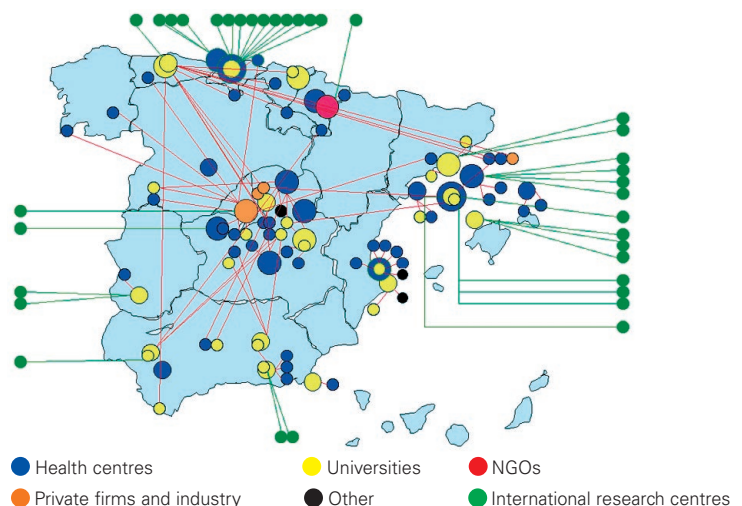 Health centres
Universities
NGOs
Private firms and industry
Other
International research centres